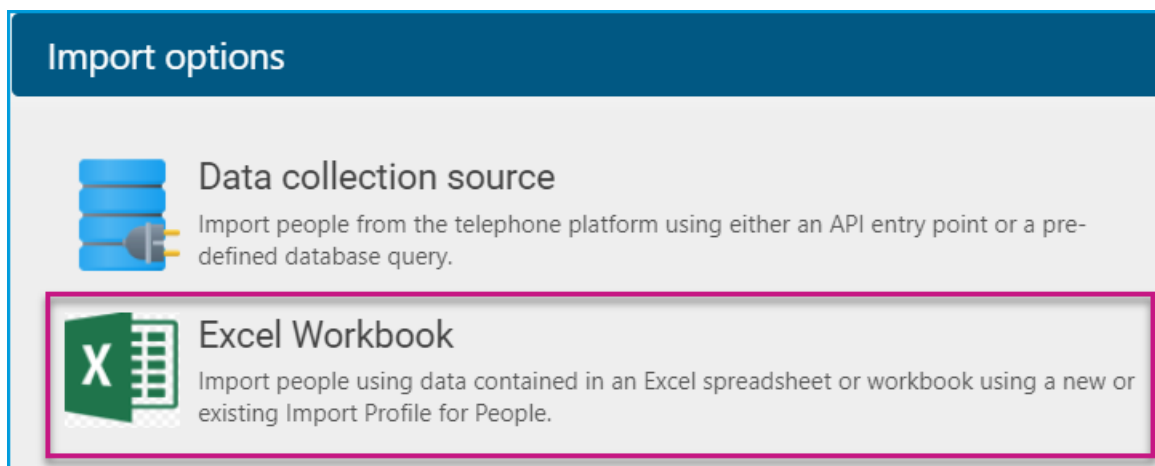 Import options
Data collection source
Import people from the telephone platform using either an API entry point or a pre-
defined database query.
X
Excel Workbook
Import people using data contained in an Excel spreadsheet or workbook using a new or
existing Import Profile for People.